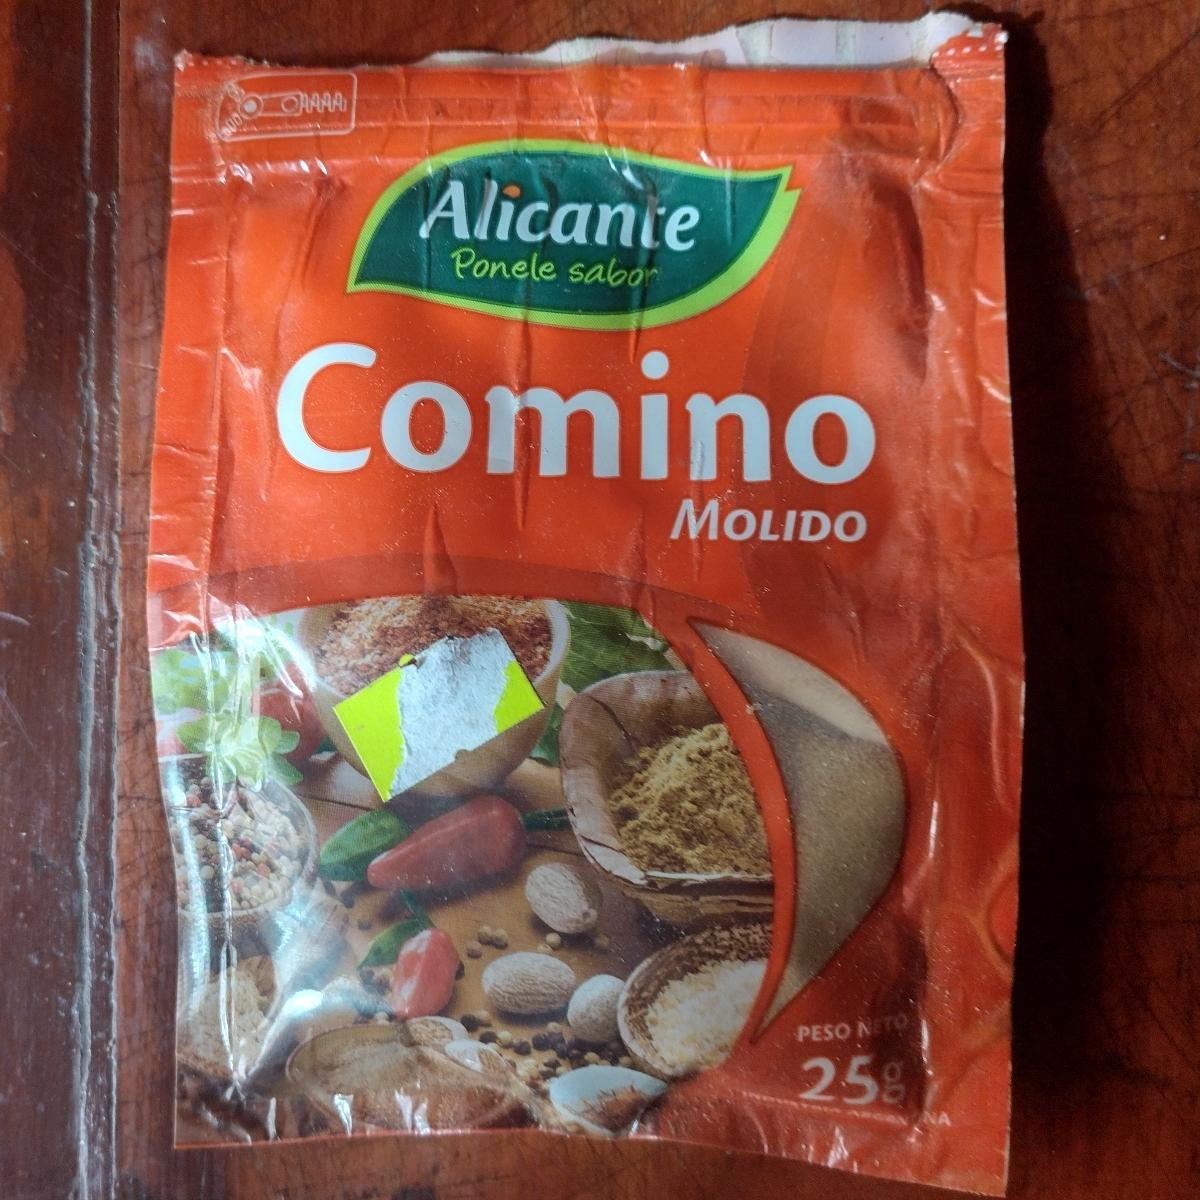 Alicante
Ponele sabor
Comino
MOLIDO
PESO NETO
25g